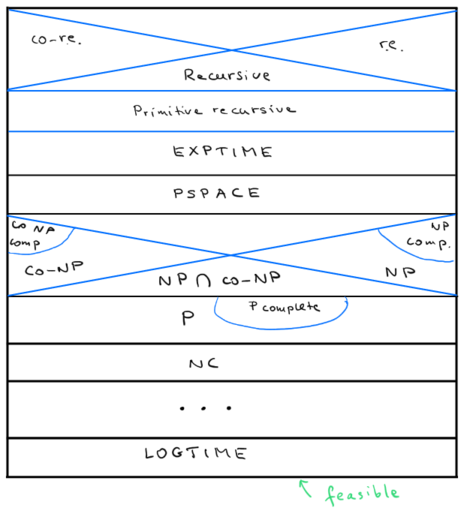 co-r.e.
r.e.
Recursive
Primitive recursive
EXPTIME
PSPACE
CO NP
comp
NP
comp.
CO-NP
NP ∩ CO-NP
NP
P
P complete
NC
. . .
LOGTIME
feasible